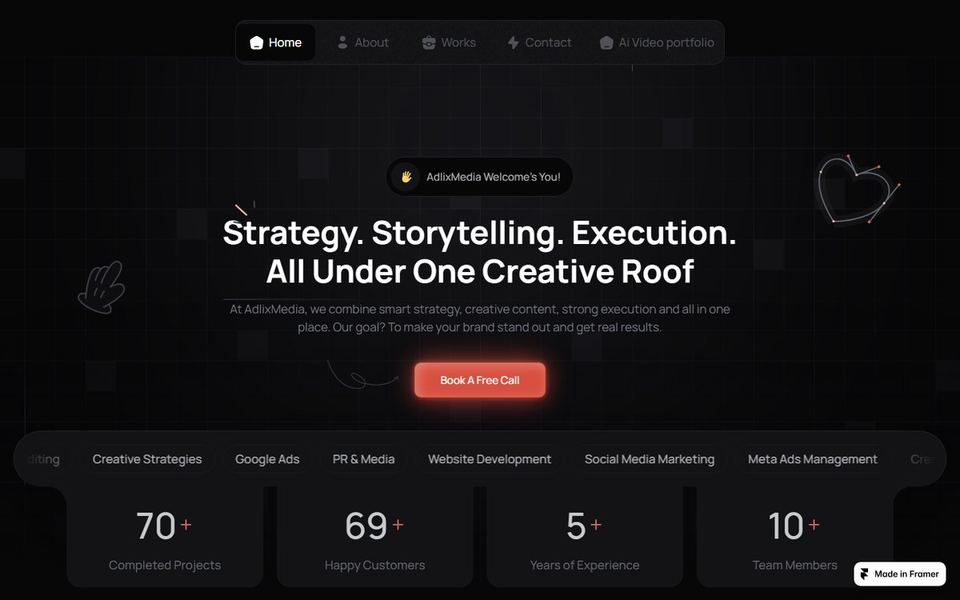 Home
About
Works
Contact
Ai Video portfolio
AdlixMedia Welcome's You!
Strategy. Storytelling. Execution.
All Under One Creative Roof
At AdlixMedia, we combine smart strategy, creative content, strong execution and all in one
place. Our goal? To make your brand stand out and get real results.
Book A Free Call
Creative Strategies
Google Ads
PR & Media
Website Development
Social Media Marketing
Meta Ads Management
70+
69+
5+
10+
Completed Projects
Happy Customers
Years of Experience
Team Members
Made in Framer